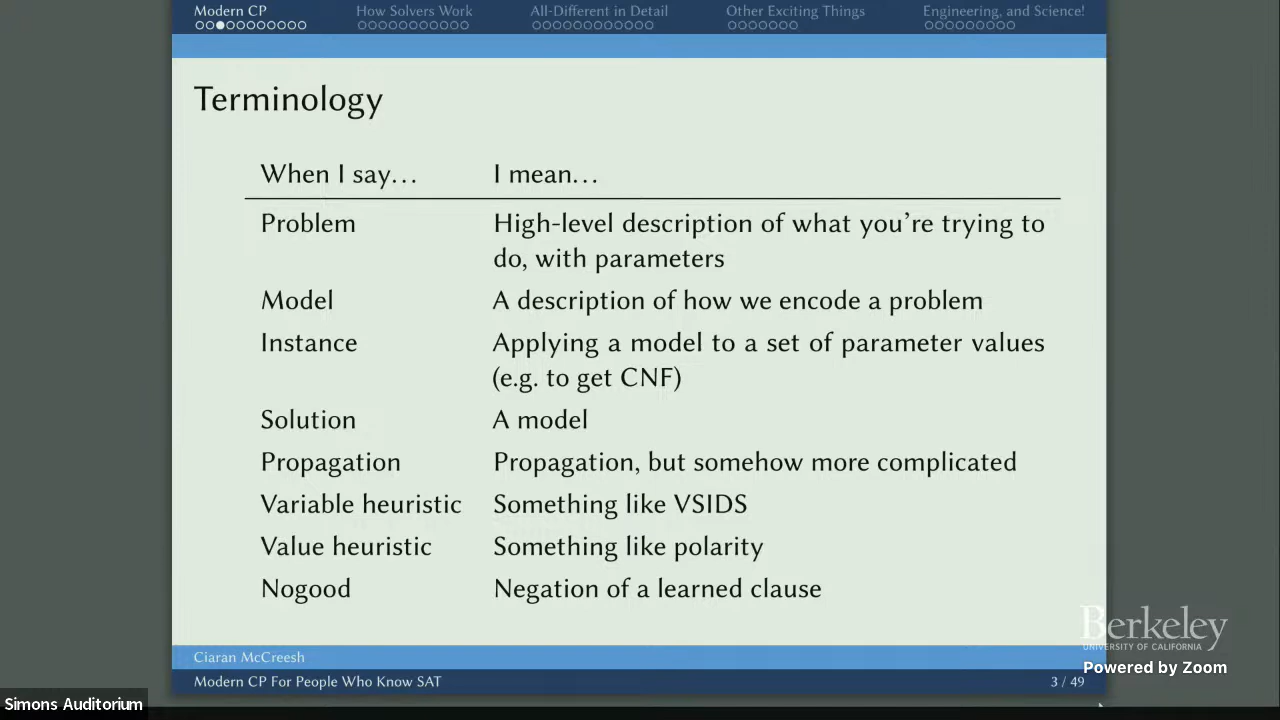 Modern CP How Solvers Work All-Different in Detail Other Exciting Things Engineering, and Science!
Terminology
When I say… I mean…
Problem High-level description of what you're trying to
do, with parameters
Model A description of how we encode a problem
Instance Applying a model to a set of parameter values
(e.g. to get CNF)
Solution A model
Propagation Propagation, but somehow more complicated
Variable heuristic Something like VSIDS
Value heuristic Something like polarity
Nogood Negation of a learned clause
Berkeley
UNIVERSITY OF CALIFORNIA
Ciaran McCreesh
Powered by Zoom
Modern CP For People Who Know SAT 3 / 49
Simons Auditorium